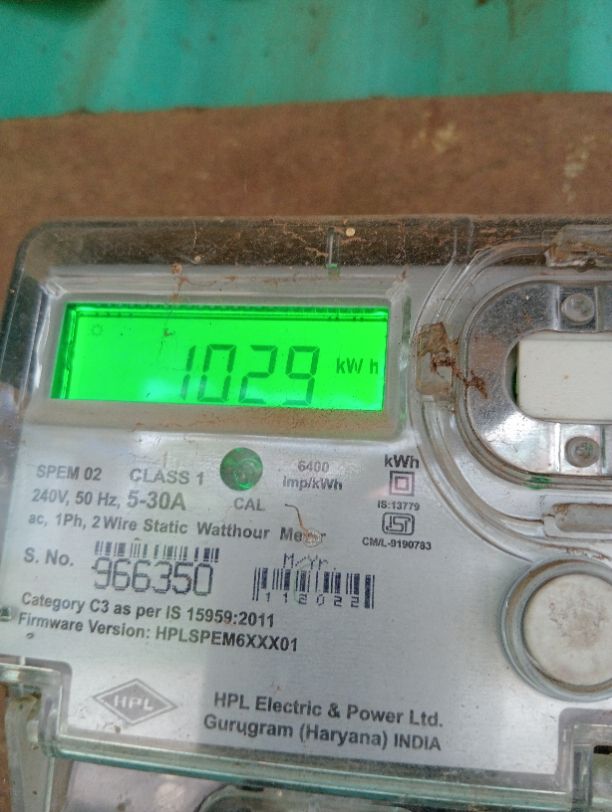 1029 kWh
SPEM 02 CLASS 1
240V, 50 Hz, 5-30A
CAL
6400
imp/kWh
kWh
IS:13779
ISI
CM/L-9190783
ac, 1Ph, 2 Wire Static Watthour Meter
S. No. 966350
M.Yr.
112022
Category C3 as per IS 15959:2011
Firmware Version: HPLSPEM6XXX01
HPL
HPL Electric & Power Ltd.
Gurugram (Haryana) INDIA